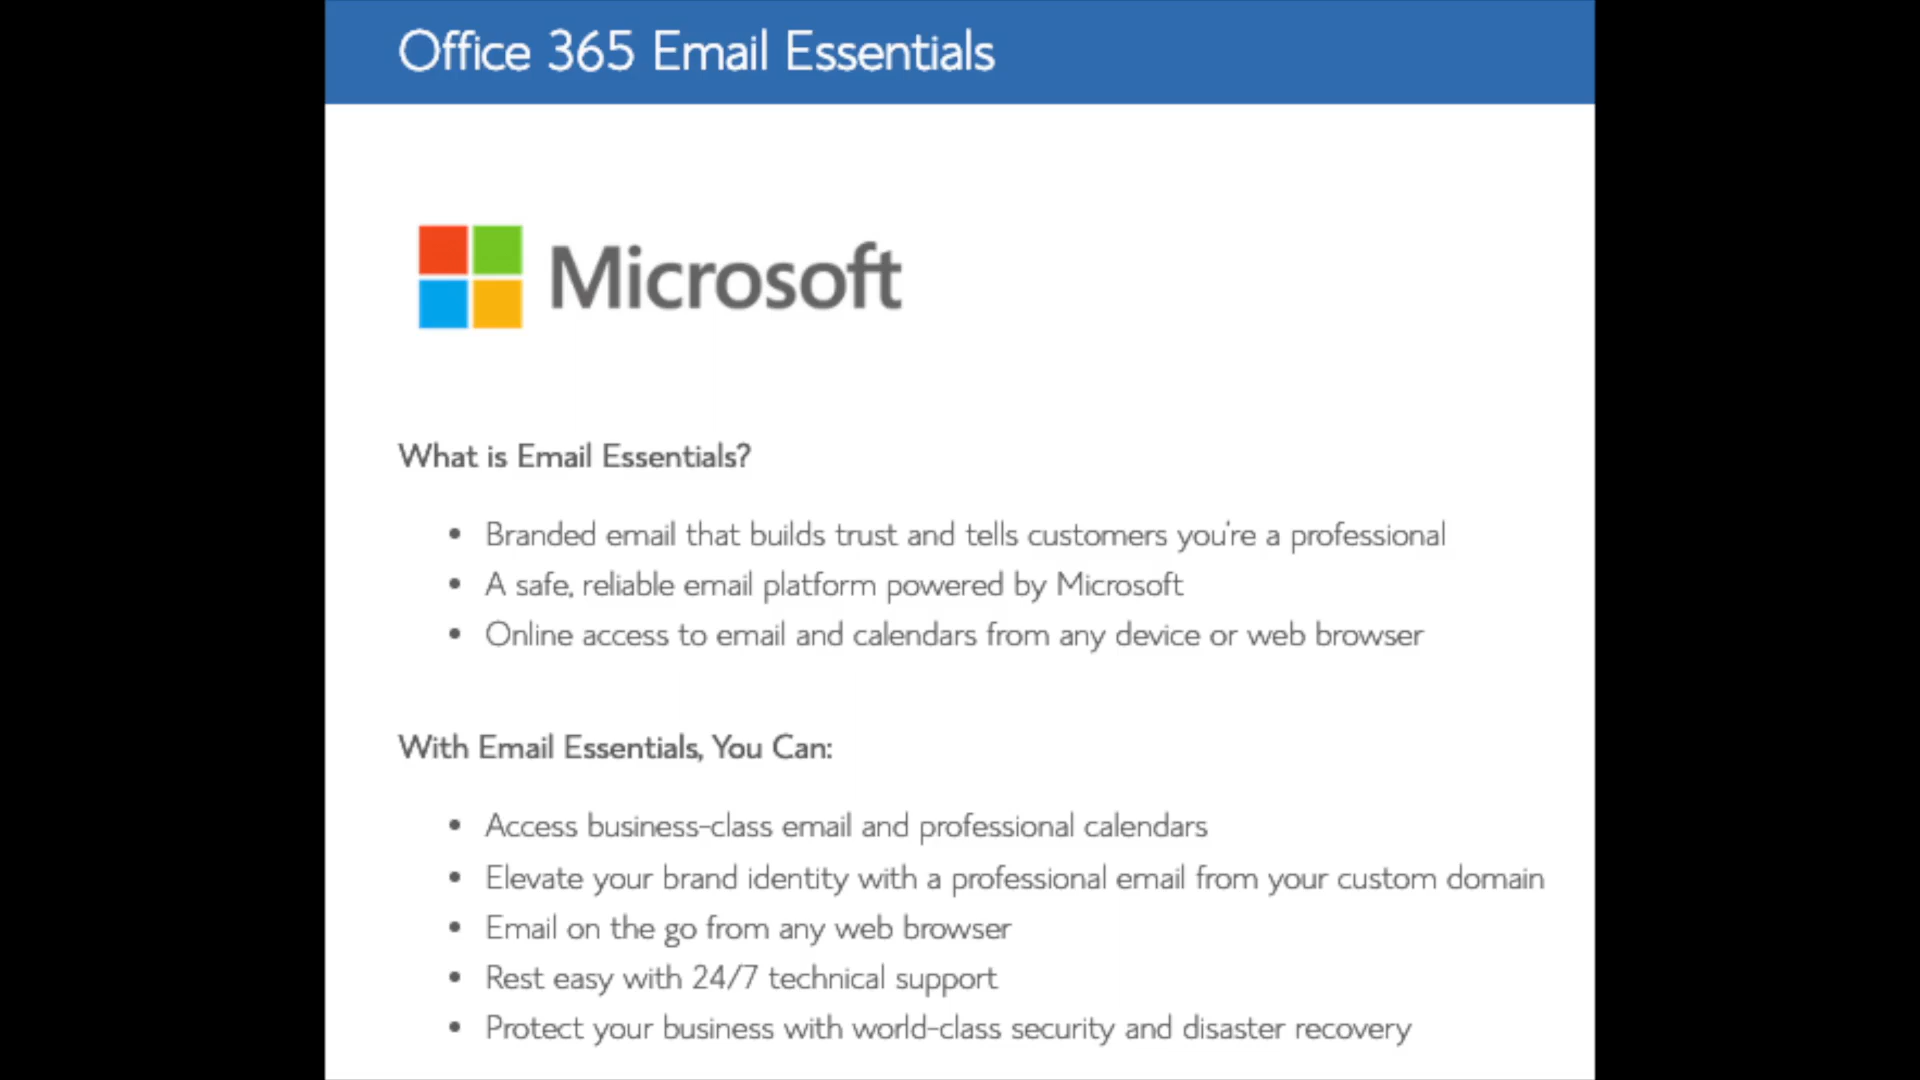 Office 365 Email Essentials
Microsoft
What is Email Essentials?
• Branded email that builds trust and tells customers you're a professional
• A safe, reliable email platform powered by Microsoft
• Online access to email and calendars from any device or web browser
With Email Essentials, You Can:
• Access business-class email and professional calendars
• Elevate your brand identity with a professional email from your custom domain
• Email on the go from any web browser
• Rest easy with 24/7 technical support
• Protect your business with world-class security and disaster recovery